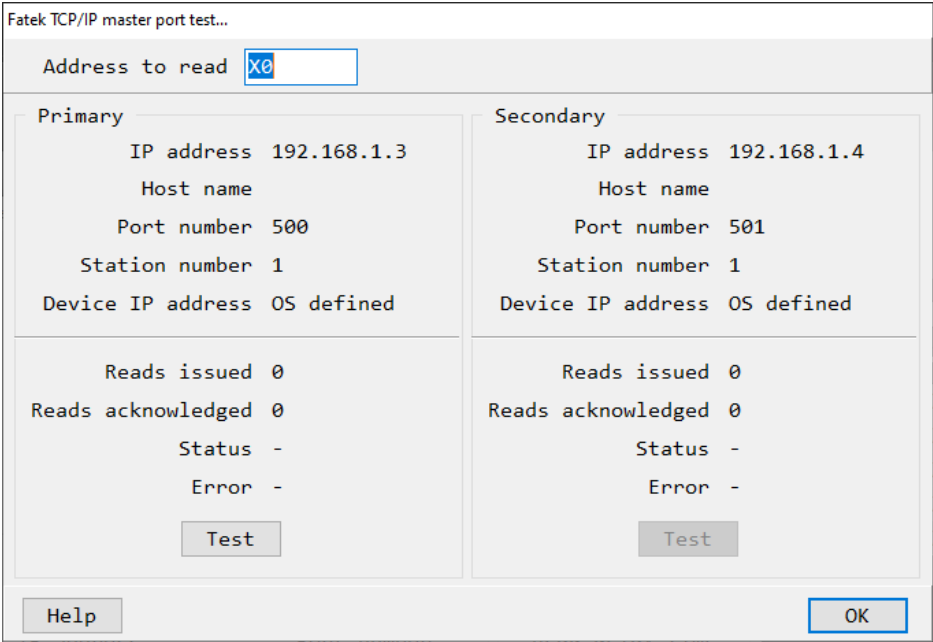 Fatek TCP/IP master port test...
Address to read X0
Primary
IP address 192.168.1.3
Host name
Port number 500
Station number 1
Device IP address OS defined
Reads issued 0
Reads acknowledged 0
Status -
Error -
Test
Secondary
IP address 192.168.1.4
Host name
Port number 501
Station number 1
Device IP address OS defined
Reads issued 0
Reads acknowledged 0
Status -
Error -
Test
Help
OK